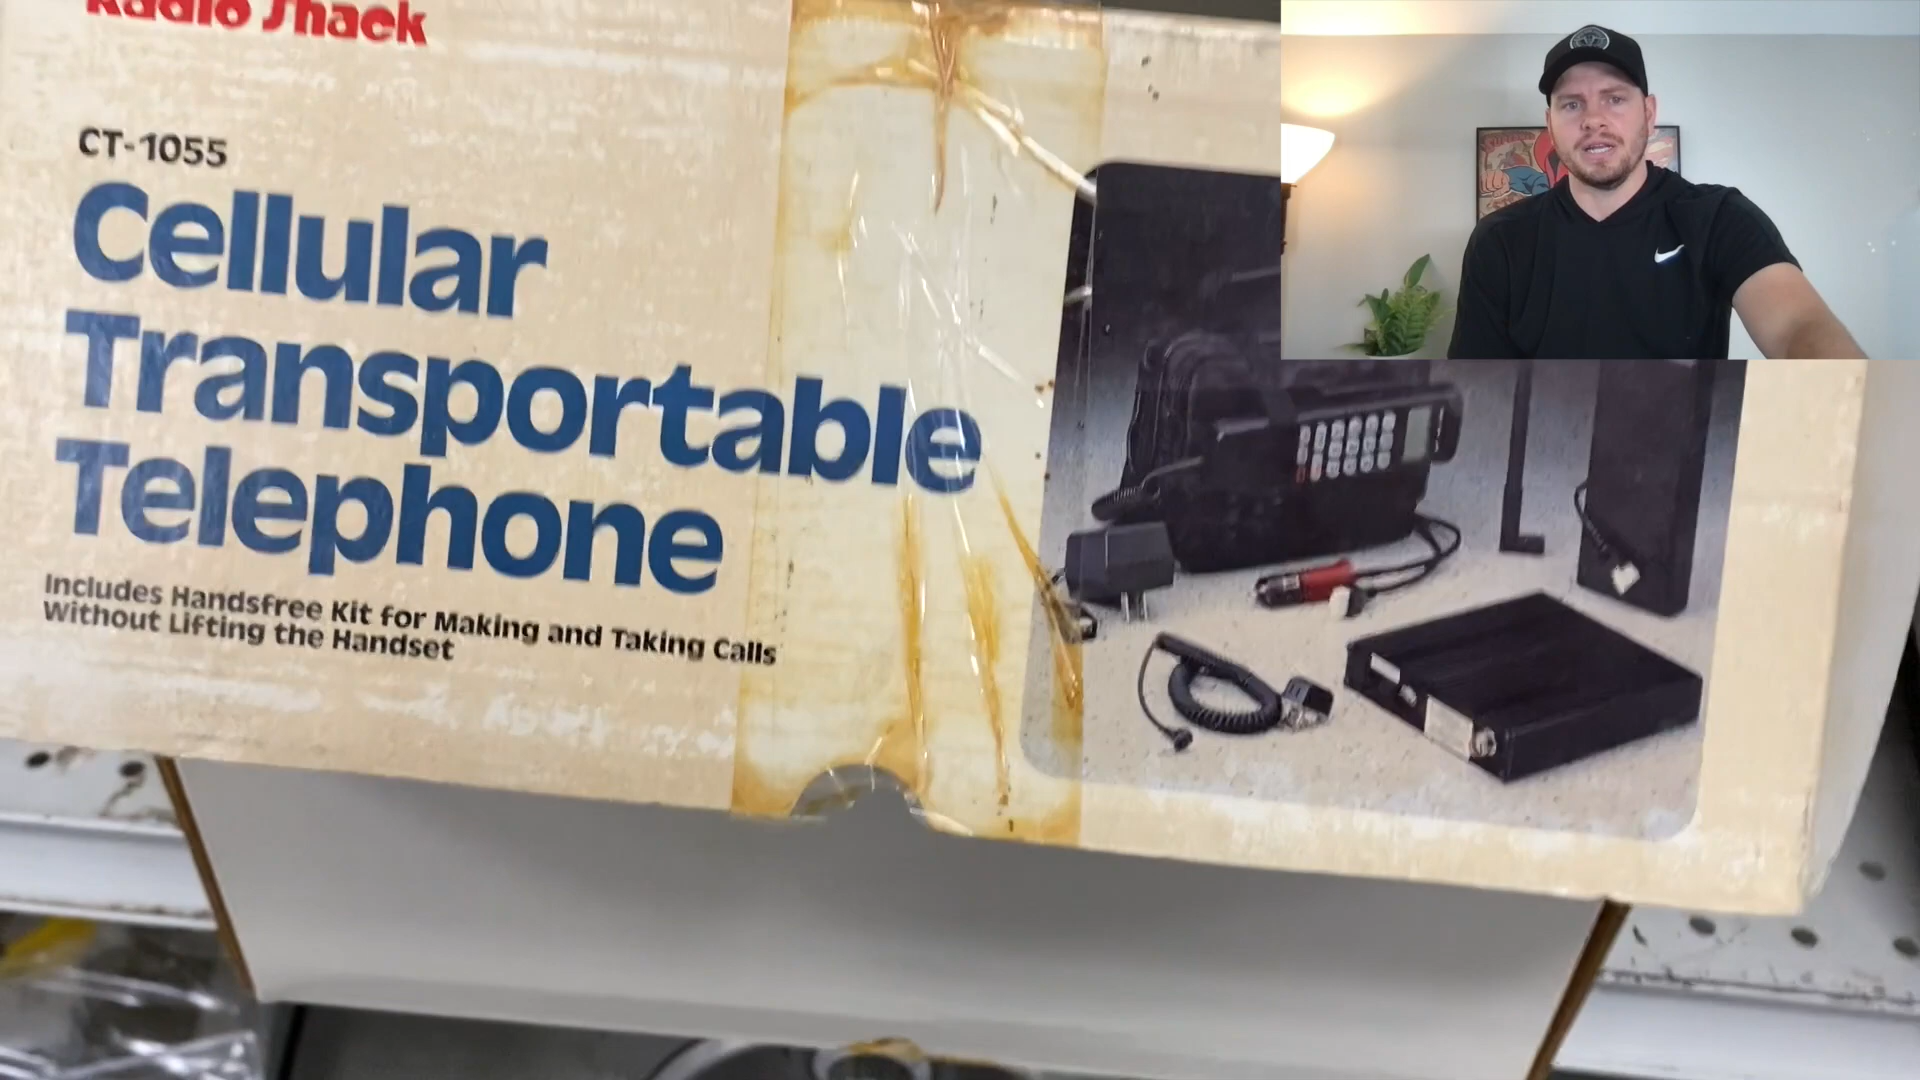 Radio Shack
CT-1055
Cellular
Transportable
Telephone
Includes Handsfree Kit for Making and Taking Calls
Without Lifting the Handset